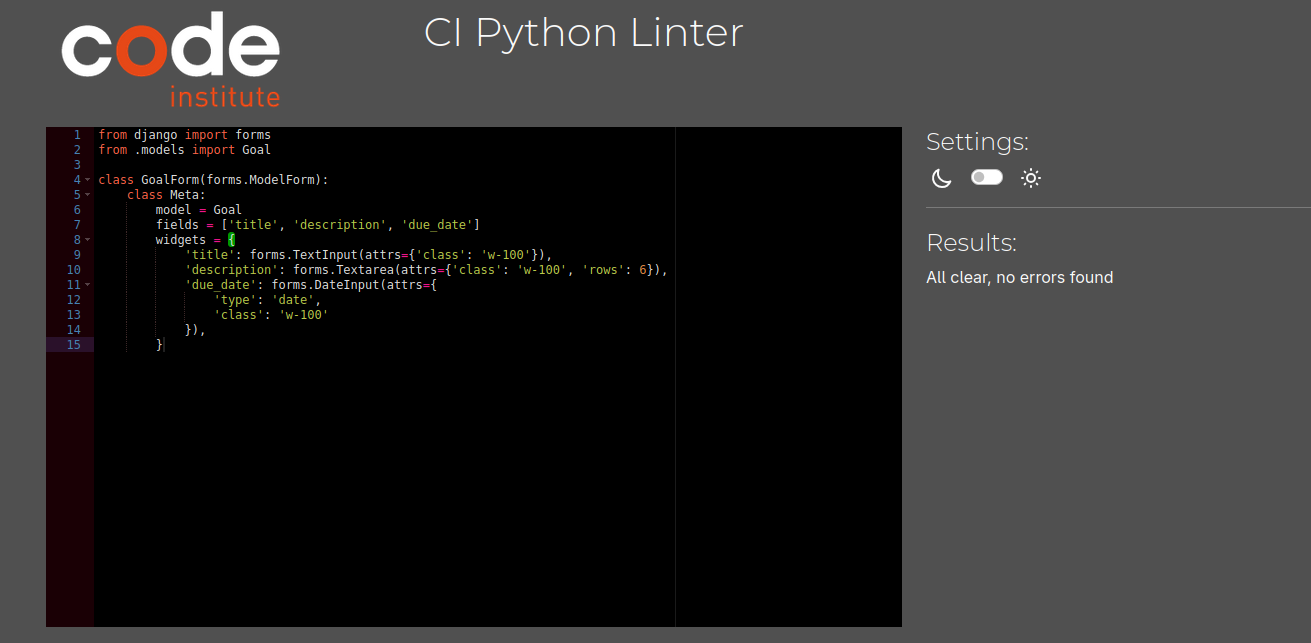 code
institute
CI Python Linter
1 from django import forms
2 from .models import Goal
3
4 class GoalForm(forms.ModelForm):
5     class Meta:
6         model = Goal
7         fields = ['title', 'description', 'due_date']
8         widgets = {
9             'title': forms.TextInput(attrs={'class': 'w-100'}),
10             'description': forms.Textarea(attrs={'class': 'w-100', 'rows': 6}),
11             'due_date': forms.DateInput(attrs={
12                 'type': 'date',
13                 'class': 'w-100'
14             }),
15         }
Settings:
Results:
All clear, no errors found